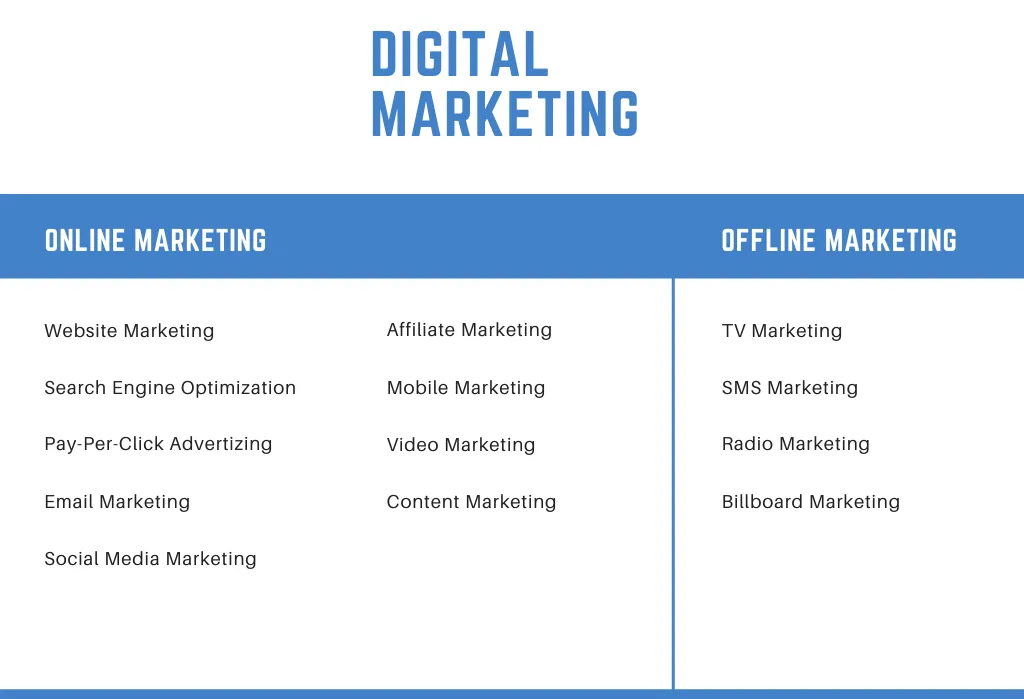 DIGITAL
MARKETING
ONLINE MARKETING
OFFLINE MARKETING
Website Marketing
Search Engine Optimization
Pay-Per-Click Advertizing
Email Marketing
Social Media Marketing
Affiliate Marketing
Mobile Marketing
Video Marketing
Content Marketing
TV Marketing
SMS Marketing
Radio Marketing
Billboard Marketing